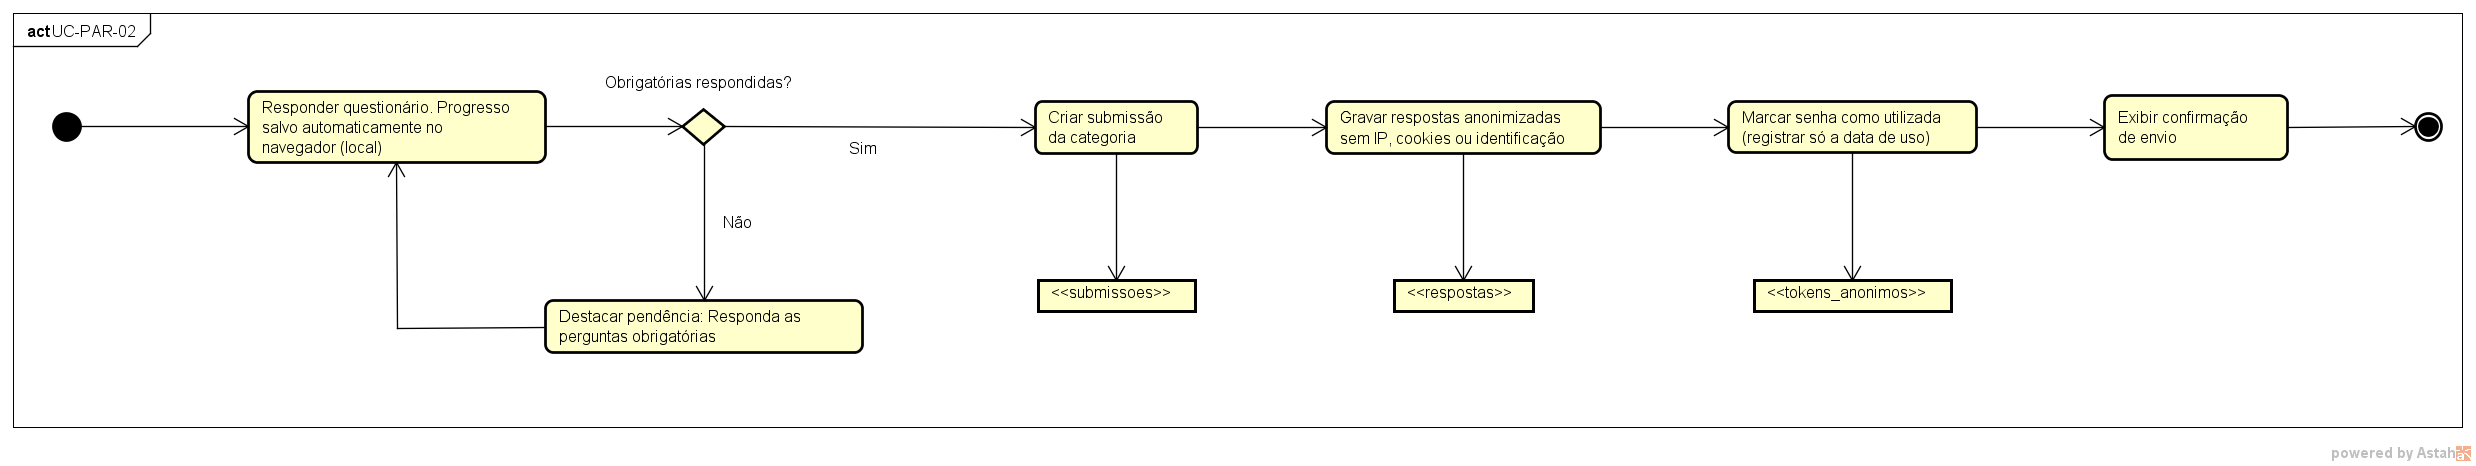 act UC-PAR-02
Obrigatórias respondidas?
Responder questionário. Progresso
salvo automaticamente no
navegador (local)
Sim
Criar submissão
da categoria
Gravar respostas anonimizadas
sem IP, cookies ou identificação
Marcar senha como utilizada
(registrar só a data de uso)
Exibir confirmação
de envio
Não
<<submissoes>>
<<respostas>>
<<tokens_anonimos>>
Destacar pendência: Responda as
perguntas obrigatórias
powered by Astah